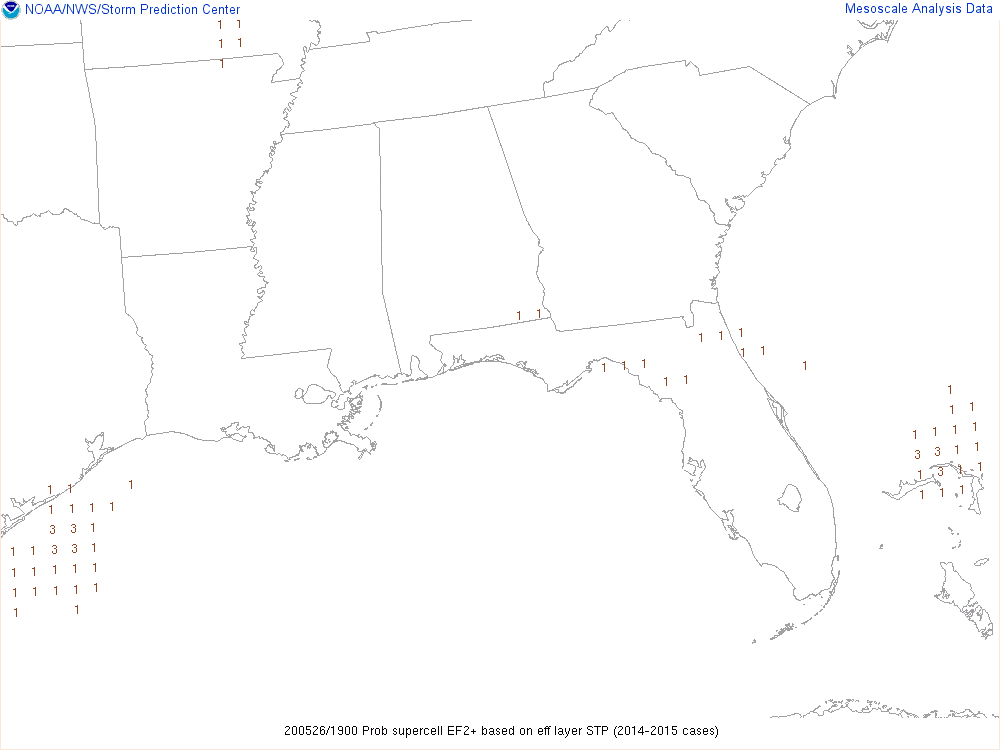 NOAA/NWS/Storm Prediction Center
Mesoscale Analysis Data
1 1
1 1
1
1 1
1 1 1
1 1
1
1 1 1
1 1
1
1 1
1 1 1 1
3 3 1 1
1 3 1 1
1 1 1
1 1 1
1 1 1 1
3 3 1
1 1 3 3 1
1 1 1 1 1
1 1 1 1 1
1 1
200526/1900 Prob supercell EF2+ based on eff layer STP (2014-2015 cases)